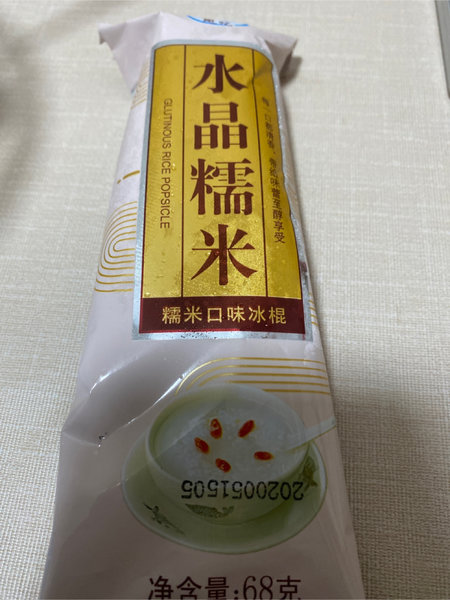 水晶糯米
GLUTINOUS RICE POPSICLE
糯米口味冰棍
2020051505
净含量:68克